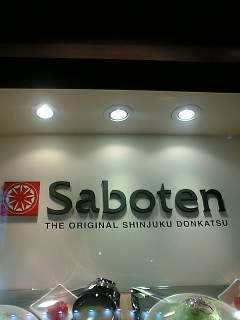 Saboten
THE ORIGINAL SHINJUKU DONKATSU